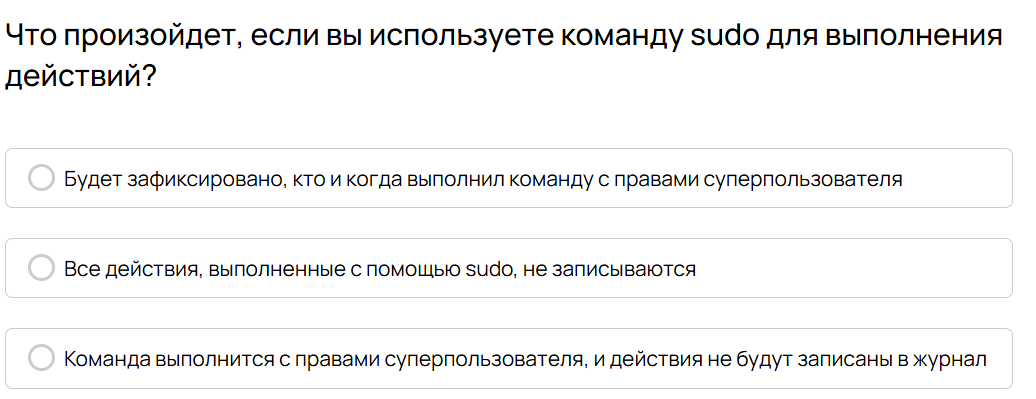 Что произойдет, если вы используете команду sudo для выполнения
действий?
Будет зафиксировано, кто и когда выполнил команду с правами суперпользователя
Все действия, выполненные с помощью sudo, не записываются
Команда выполнится с правами суперпользователя, и действия не будут записаны в журнал